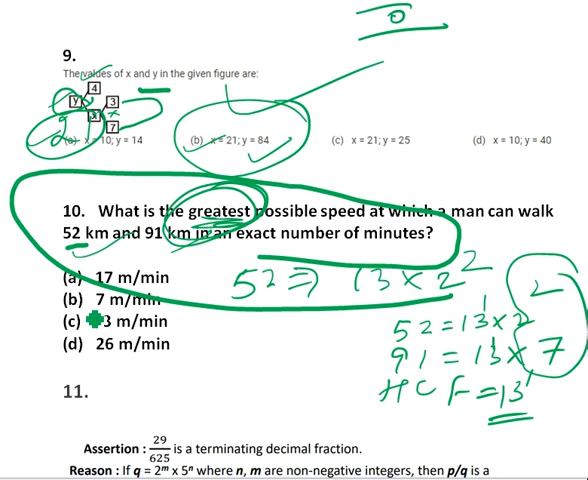 0
9.
The values of x and y in the given figure are:
4
y 3
x
7
(a) x = 10; y = 14 (b) x = 21; y = 84 (c) x = 21; y = 25 (d) x = 10; y = 40
10. What is the greatest possible speed at which a man can walk
52 km and 91 km in an exact number of minutes?
(a) 17 m/min
(b) 7 m/min
(c) 3 m/min
(d) 26 m/min
52 ⇒ 13 × 2²
52 = 13 × 2
91 = 13 × 7
HCF = 13
11.
Assertion : 29/625 is a terminating decimal fraction.
Reason : If q = 2ᵐ x 5ⁿ where n, m are non-negative integers, then p/q is a